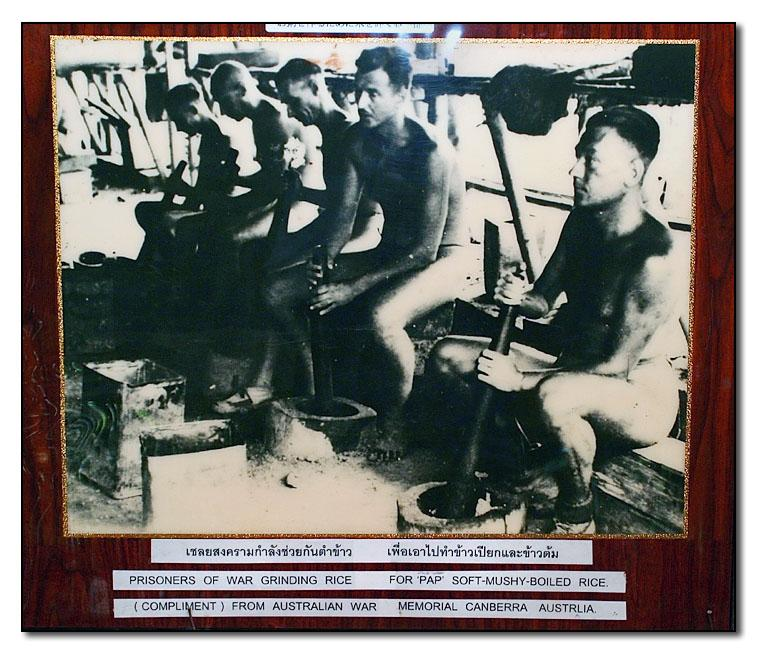 เชลยสงครามกำลังช่วยกันตำข้าว เพื่อเอาไปทำข้าวเปียกและข้าวต้ม
PRISONERS OF WAR GRINDING RICE FOR 'PAP' SOFT-MUSHY-BOILED RICE.
( COMPLIMENT ) FROM AUSTRALIAN WAR MEMORIAL CANBERRA AUSTRLIA.